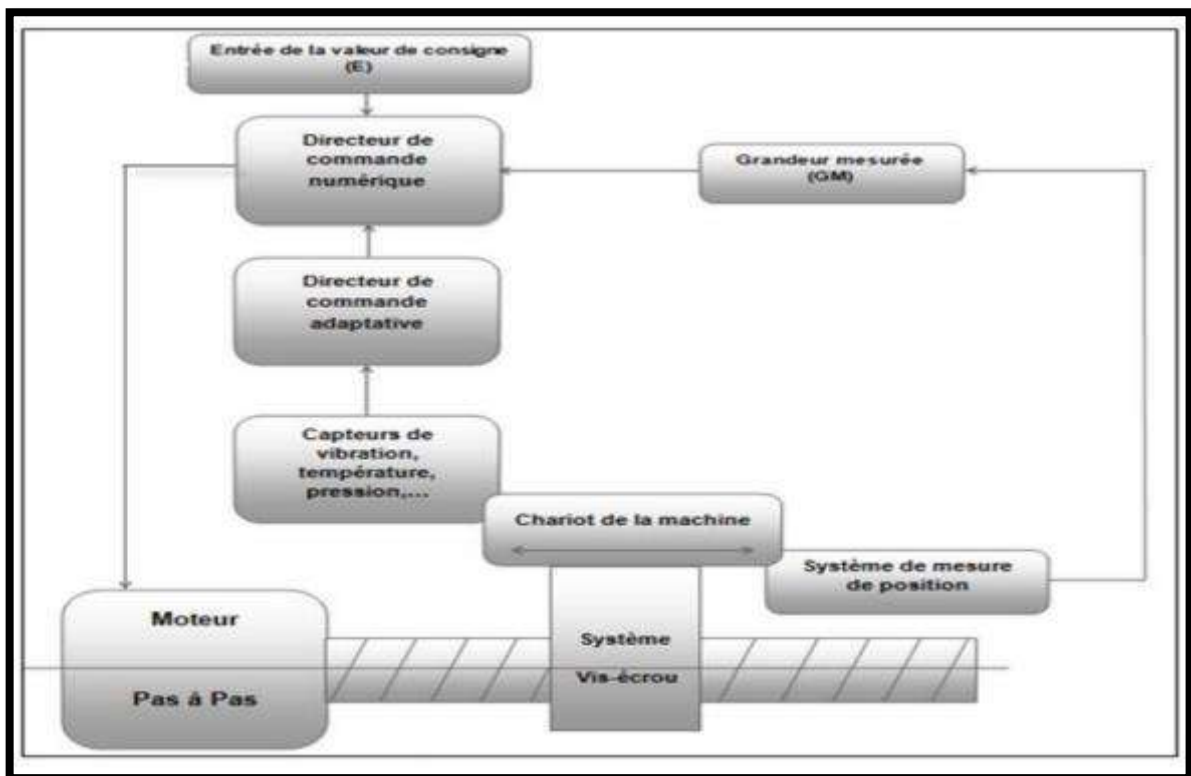 Entrée de la valeur de consigne
(E)
Directeur de
commande
numérique
Grandeur mesurée
(GM)
Directeur de
commande
adaptative
Capteurs de
vibration,
température,
pression,...
Chariot de la machine
Système de mesure
de position
Moteur
Pas à Pas
Système
Vis-écrou